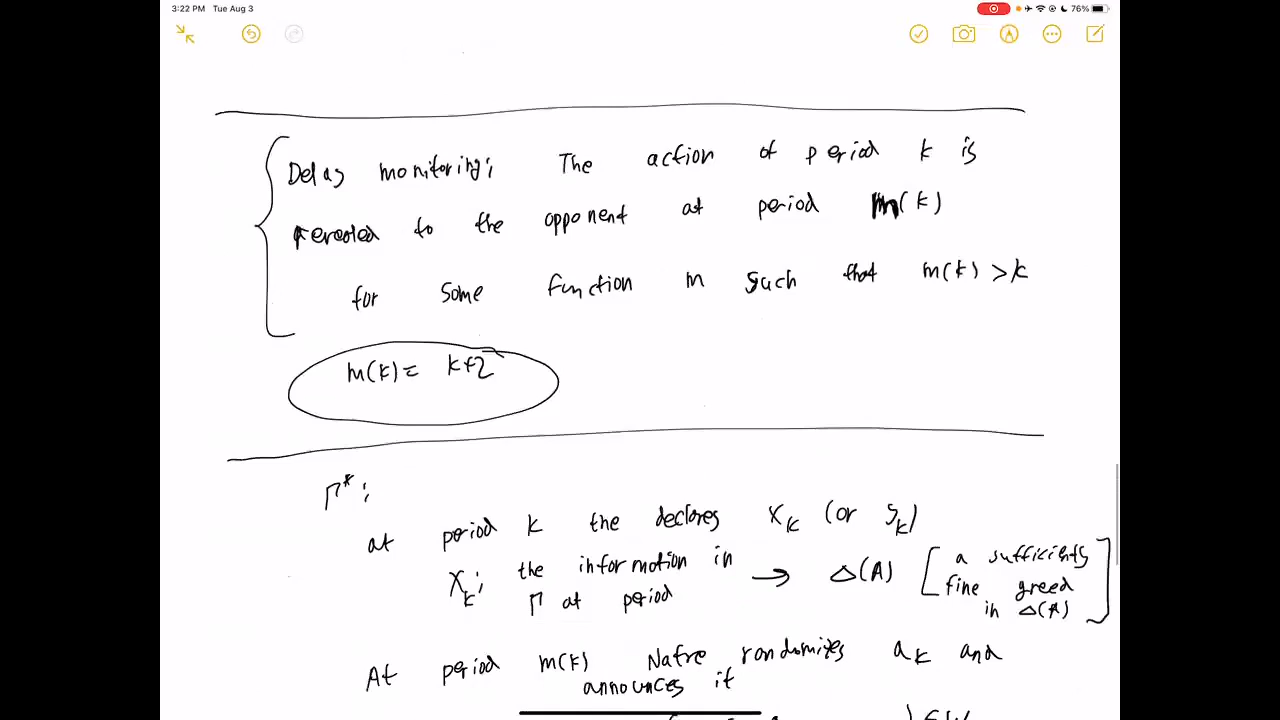 3:22 PM Tue Aug 3
76%
Delay monitoring: The action of period k is
revealed to the opponent at period m(k)
for some function m such that m(k) > k
m(k) = k+2
Γ*:
at period k the declares x_k (or s_k)
x_k: the information in Γ at period → Δ(A) [a sufficiently fine greed in Δ(A)]
At period m(k) Nature randomizes a_k and
announces it